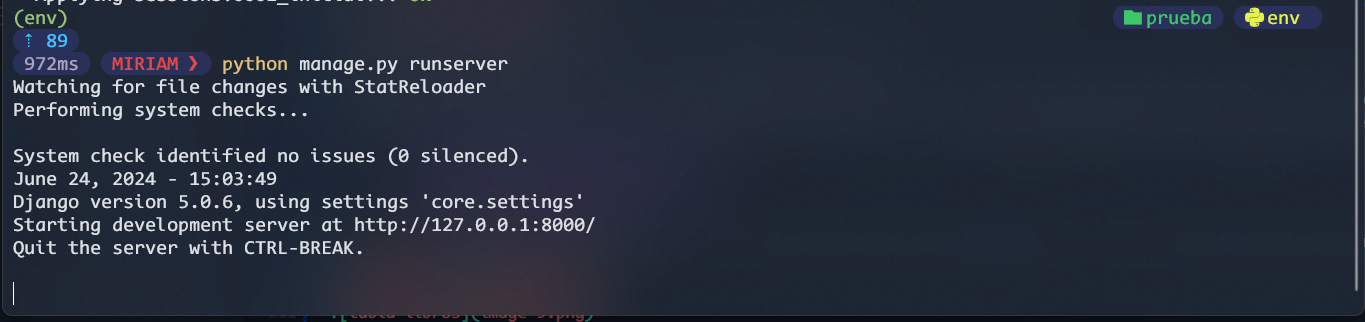 (env)
prueba env
⇡ 89
972ms MIRIAM ❯ python manage.py runserver
Watching for file changes with StatReloader
Performing system checks...
System check identified no issues (0 silenced).
June 24, 2024 - 15:03:49
Django version 5.0.6, using settings 'core.settings'
Starting development server at http://127.0.0.1:8000/
Quit the server with CTRL-BREAK.